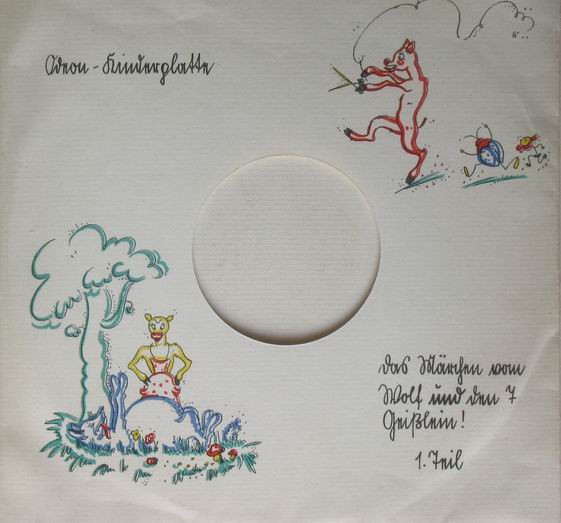 Odeon-Kinderplatte
das Märchen vom
Wolf und den 7
Geißlein!
1. Teil